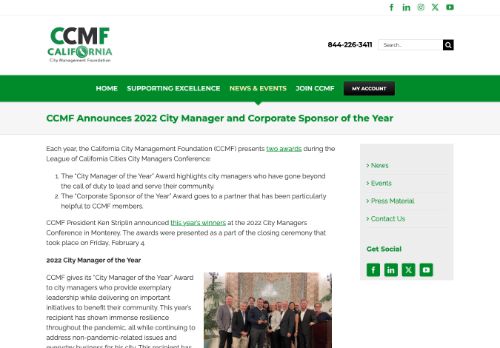 CCMF
CALIFORNIA
City Management Foundation
844-226-3411
Search...
HOME SUPPORTING EXCELLENCE NEWS & EVENTS JOIN CCMF MY ACCOUNT
CCMF Announces 2022 City Manager and Corporate Sponsor of the Year
Each year, the California City Management Foundation (CCMF) presents two awards during the
League of California Cities City Managers Conference:
1. The "City Manager of the Year" Award highlights city managers who have gone beyond
the call of duty to lead and serve their community.
2. The "Corporate Sponsor of the Year" Award goes to a partner that has been particularly
helpful to CCMF members.
CCMF President Ken Striplin announced this year's winners at the 2022 City Managers
Conference in Monterey. The awards were presented as a part of the closing ceremony that
took place on Friday, February 4.
2022 City Manager of the Year
CCMF gives its "City Manager of the Year" Award
to city managers who provide exemplary
leadership while delivering on important
initiatives to benefit their community. This year's
recipient has shown immense resilience
throughout the pandemic, all while continuing to
address non-pandemic-related issues and
everyday business for his city. This recipient has
> News
> Events
> Press Material
> Contact Us
Get Social